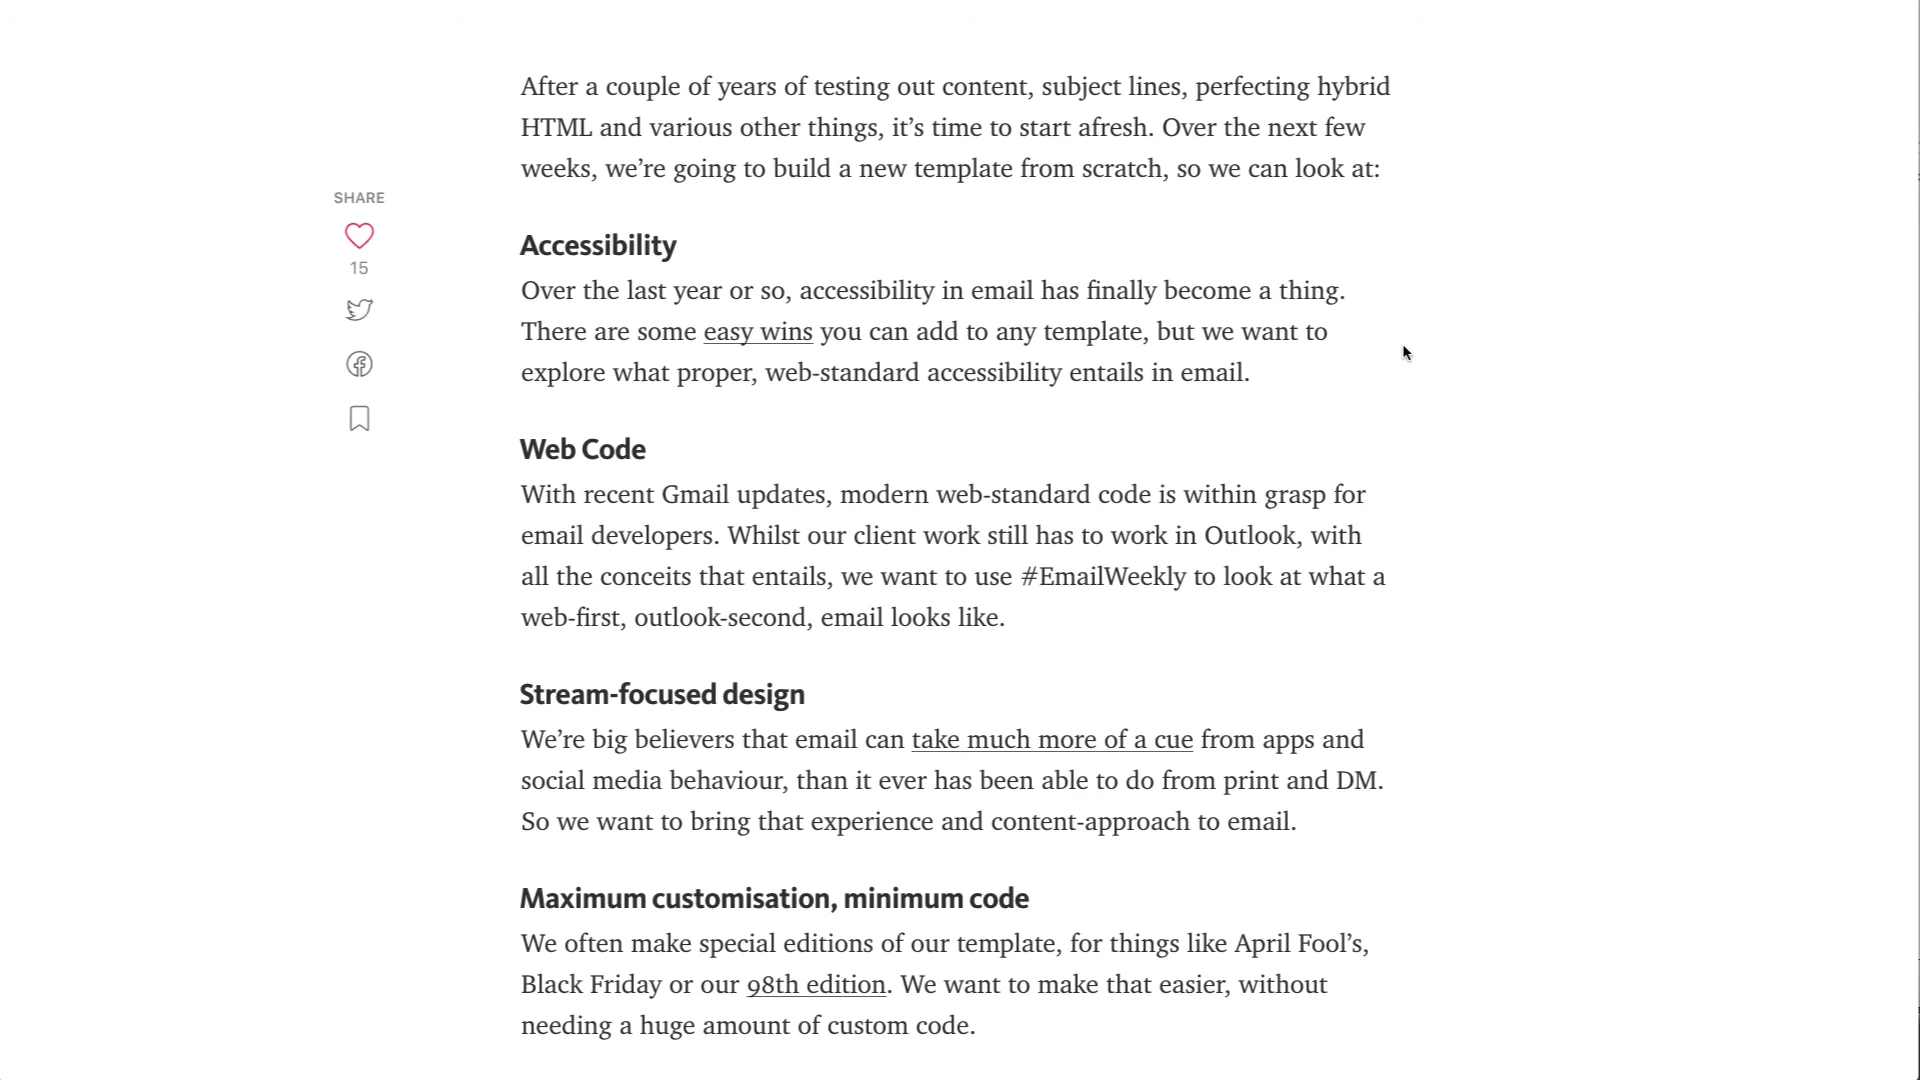 After a couple of years of testing out content, subject lines, perfecting hybrid
HTML and various other things, it’s time to start afresh. Over the next few
weeks, we’re going to build a new template from scratch, so we can look at:
SHARE
15
Accessibility
Over the last year or so, accessibility in email has finally become a thing.
There are some easy wins you can add to any template, but we want to
explore what proper, web-standard accessibility entails in email.
Web Code
With recent Gmail updates, modern web-standard code is within grasp for
email developers. Whilst our client work still has to work in Outlook, with
all the conceits that entails, we want to use #EmailWeekly to look at what a
web-first, outlook-second, email looks like.
Stream-focused design
We’re big believers that email can take much more of a cue from apps and
social media behaviour, than it ever has been able to do from print and DM.
So we want to bring that experience and content-approach to email.
Maximum customisation, minimum code
We often make special editions of our template, for things like April Fool’s,
Black Friday or our 98th edition. We want to make that easier, without
needing a huge amount of custom code.